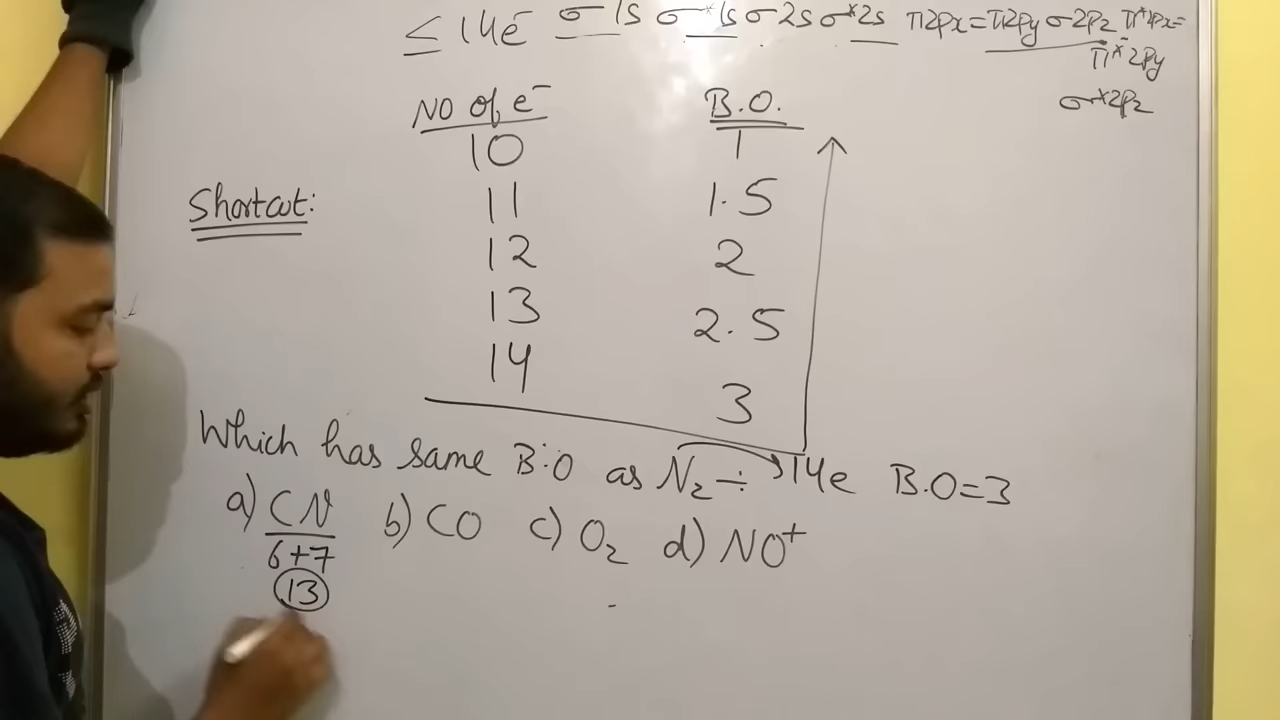 ≤ 14e⁻ σ1s σ*1s σ2s σ*2s π2Px=π2Py σ2Pz π*2Px=
π*2Py
σ*2Pz
NO of e⁻ B.O.
10 1
Shortcut: 11 1.5
12 2
13 2.5
14 3
Which has same B.O as N₂ ÷ 14e B.O=3
a) CN b) CO c) O₂ d) NO⁺
6+7
13